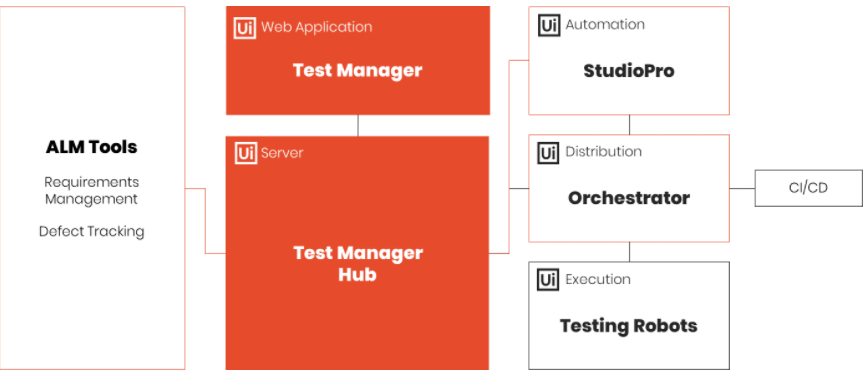 ALM Tools
Requirements
Management
Defect Tracking
Ui Web Application
Test Manager
Ui Server
Test Manager
Hub
Ui Automation
StudioPro
Ui Distribution
Orchestrator
CI/CD
Ui Execution
Testing Robots